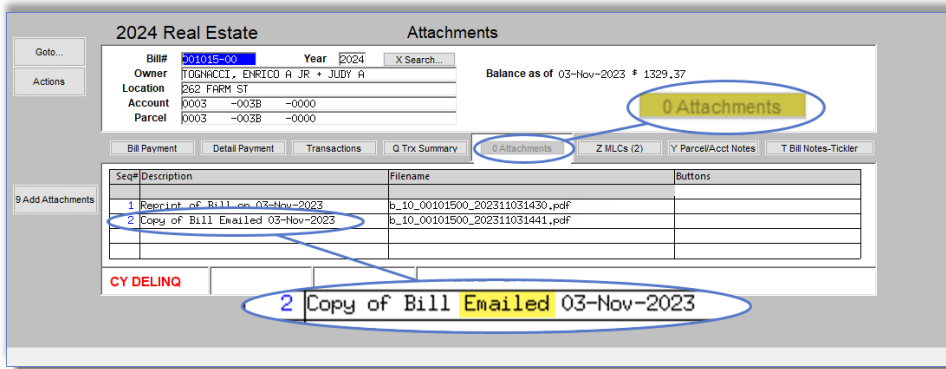 2024 Real Estate Attachments
Goto...
Actions
Bill# 001015-00 Year 2024 X Search...
Owner TOGNACCI, ENRICO A JR + JUDY A
Balance as of 03-Nov-2023 $ 1329.37
Location 262 FARM ST
Account 0003 -003B -0000
Parcel 0003 -003B -0000
0 Attachments
Bill Payment Detail Payment Transactions Q Trx Summary 0 Attachments Z MLCs (2) Y Parcel/Acct Notes T Bill Notes-Tickler
Seq# Description Filename Buttons
9 Add Attachments
1 Reprint of Bill on 03-Nov-2023 b_10_00101500_202311031430.pdf
2 Copy of Bill Emailed 03-Nov-2023 b_10_00101500_202311031441.pdf
CY DELINQ
2 Copy of Bill Emailed 03-Nov-2023